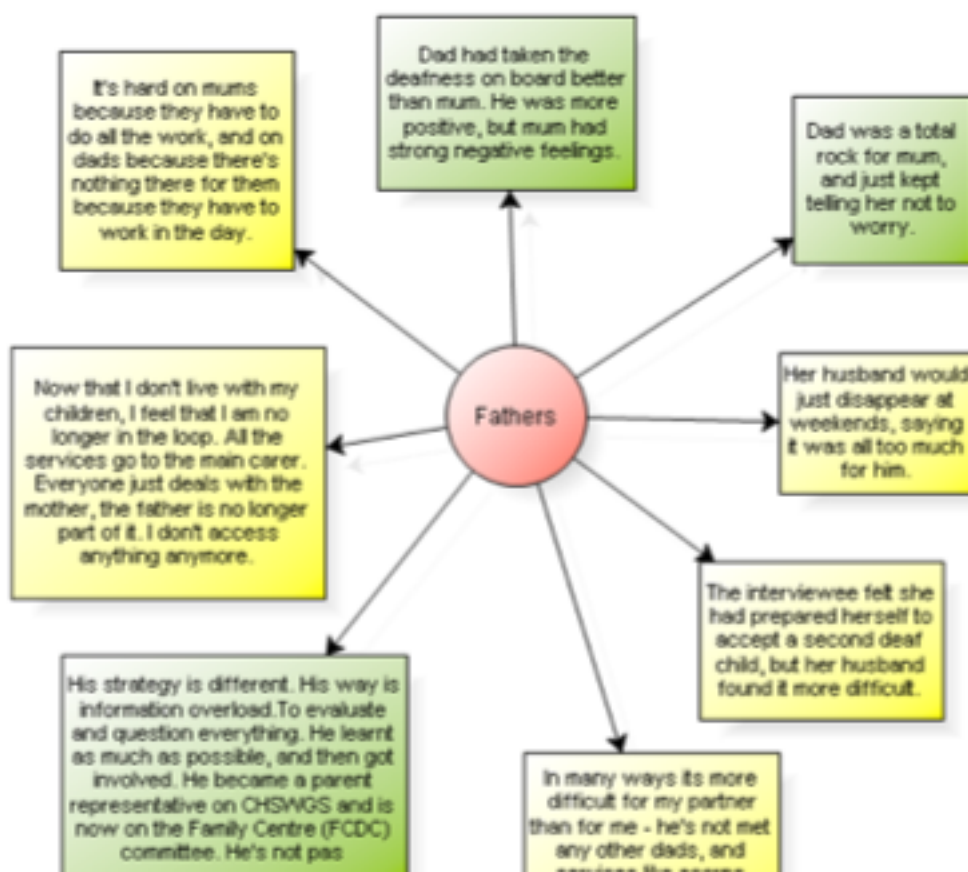 It's hard on mums
because they have to
do all the work, and on
dads because there's
nothing there for them
because they have to
work in the day.
Dad had taken the
deafness on board better
than mum. He was more
positive, but mum had
strong negative feelings.
Dad was a total
rock for mum,
and just kept
telling her not to
worry.
Now that I don't live with my
children, I feel that I am no
longer in the loop. All the
services go to the main carer.
Everyone just deals with the
mother, the father is no longer
part of it. I don't access
anything anymore.
Fathers
Her husband would
just disappear at
weekends, saying
it was all too much
for him.
The interviewee felt she
had prepared herself to
accept a second deaf
child, but her husband
found it more difficult.
His strategy is different. His way is
information overload.To evaluate
and question everything. He learnt
as much as possible, and then got
involved. He became a parent
representative on CHSWGS and is
now on the Family Centre (FCDC)
committee. He's not pas
In many ways its more
difficult for my partner
than for me - he's not met
any other dads, and